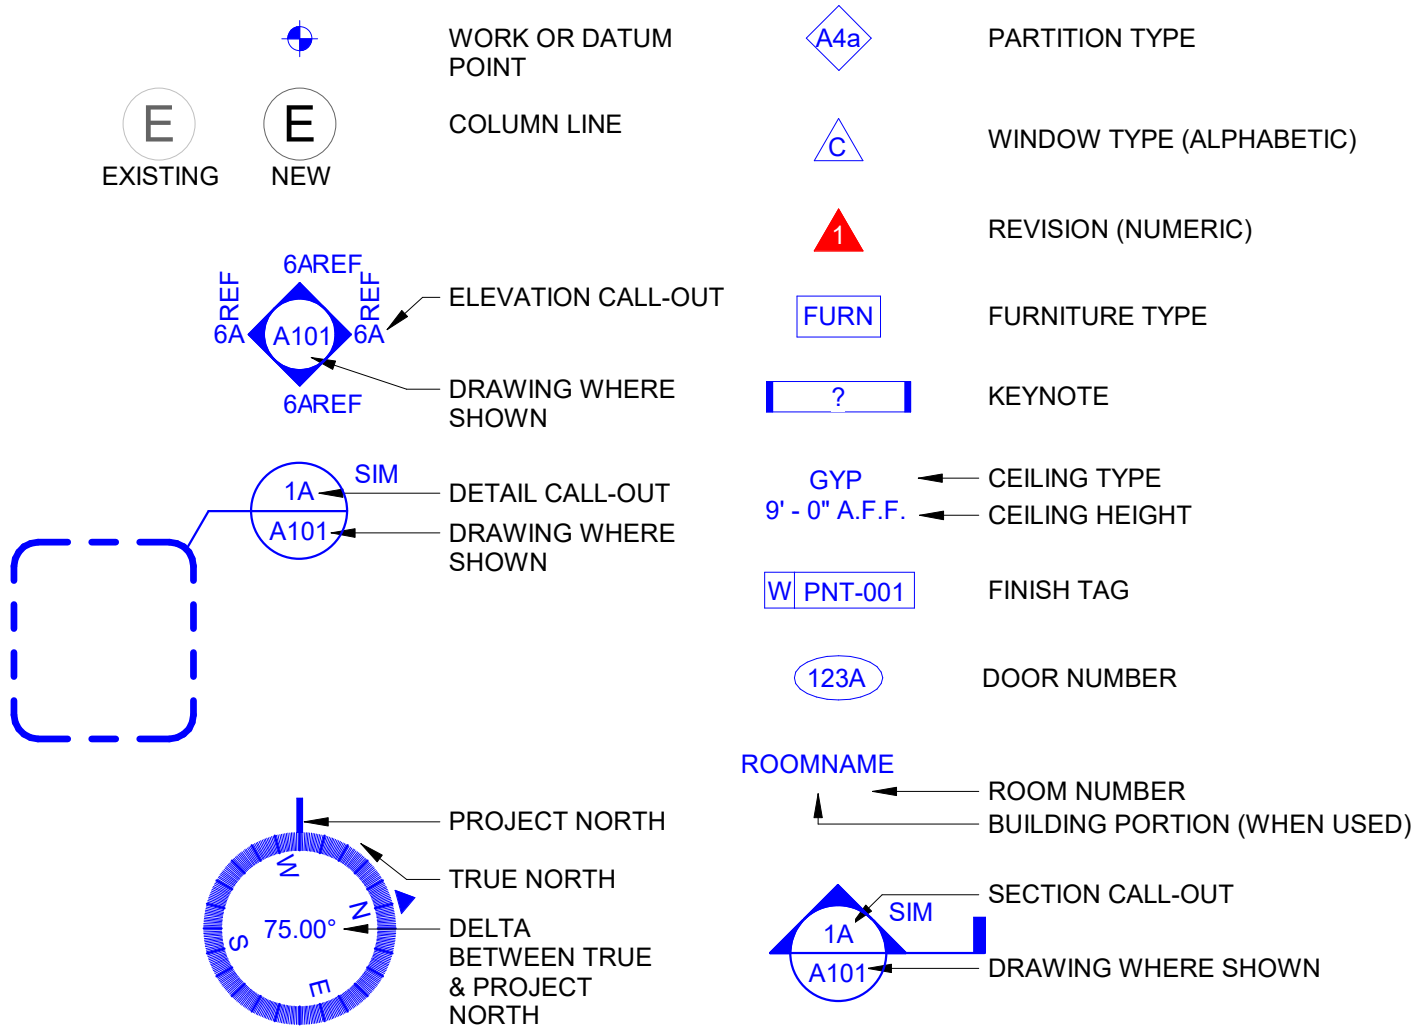 WORK OR DATUM
POINT
E
E
EXISTING
NEW
COLUMN LINE
6AREF
REF
6A
A101
REF
6A
6AREF
ELEVATION CALL-OUT
DRAWING WHERE
SHOWN
1A
SIM
A101
DETAIL CALL-OUT
DRAWING WHERE
SHOWN
W
N
75.00°
S
E
PROJECT NORTH
TRUE NORTH
DELTA
BETWEEN TRUE
& PROJECT
NORTH
A4a
PARTITION TYPE
C
WINDOW TYPE (ALPHABETIC)
1
REVISION (NUMERIC)
FURN
FURNITURE TYPE
?
KEYNOTE
GYP
9' - 0" A.F.F.
CEILING TYPE
CEILING HEIGHT
W PNT-001
FINISH TAG
123A
DOOR NUMBER
ROOMNAME
ROOM NUMBER
BUILDING PORTION (WHEN USED)
SECTION CALL-OUT
SIM
1A
A101
DRAWING WHERE SHOWN